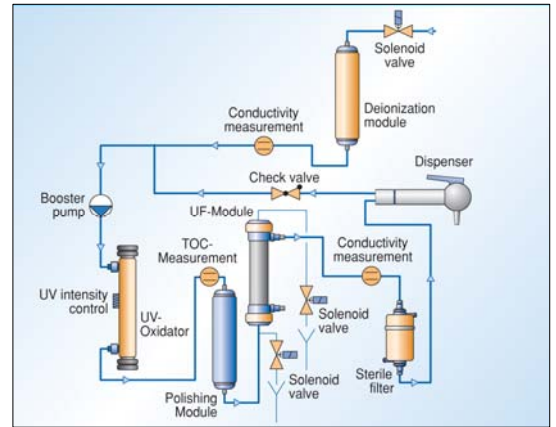 Solenoid
valve
Deionization
module
Conductivity
measurement
Dispenser
Check valve
Booster
pump
UF-Module
TOC-
Measurement
Conductivity
measurement
UV intensity
control
UV-
Oxidator
Solenoid
valve
Solenoid
valve
Polishing
Module
Sterile
filter